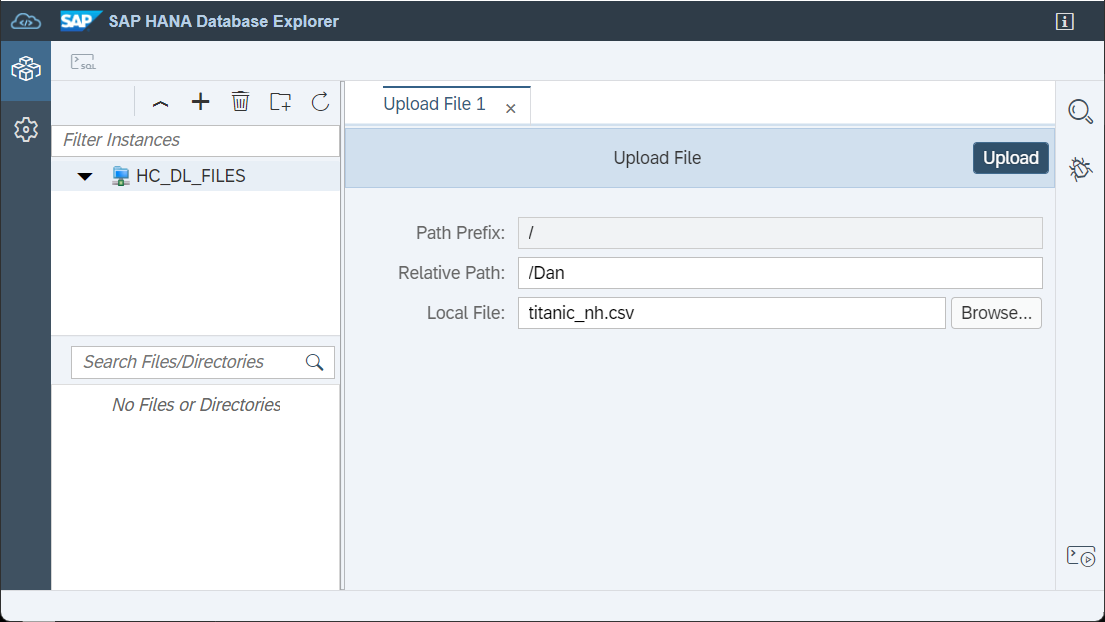 SAP SAP HANA Database Explorer
SQL
Filter Instances
HC_DL_FILES
Search Files/Directories
No Files or Directories
Upload File 1
Upload File
Upload
Path Prefix: /
Relative Path: /Dan
Local File: titanic_nh.csv Browse...